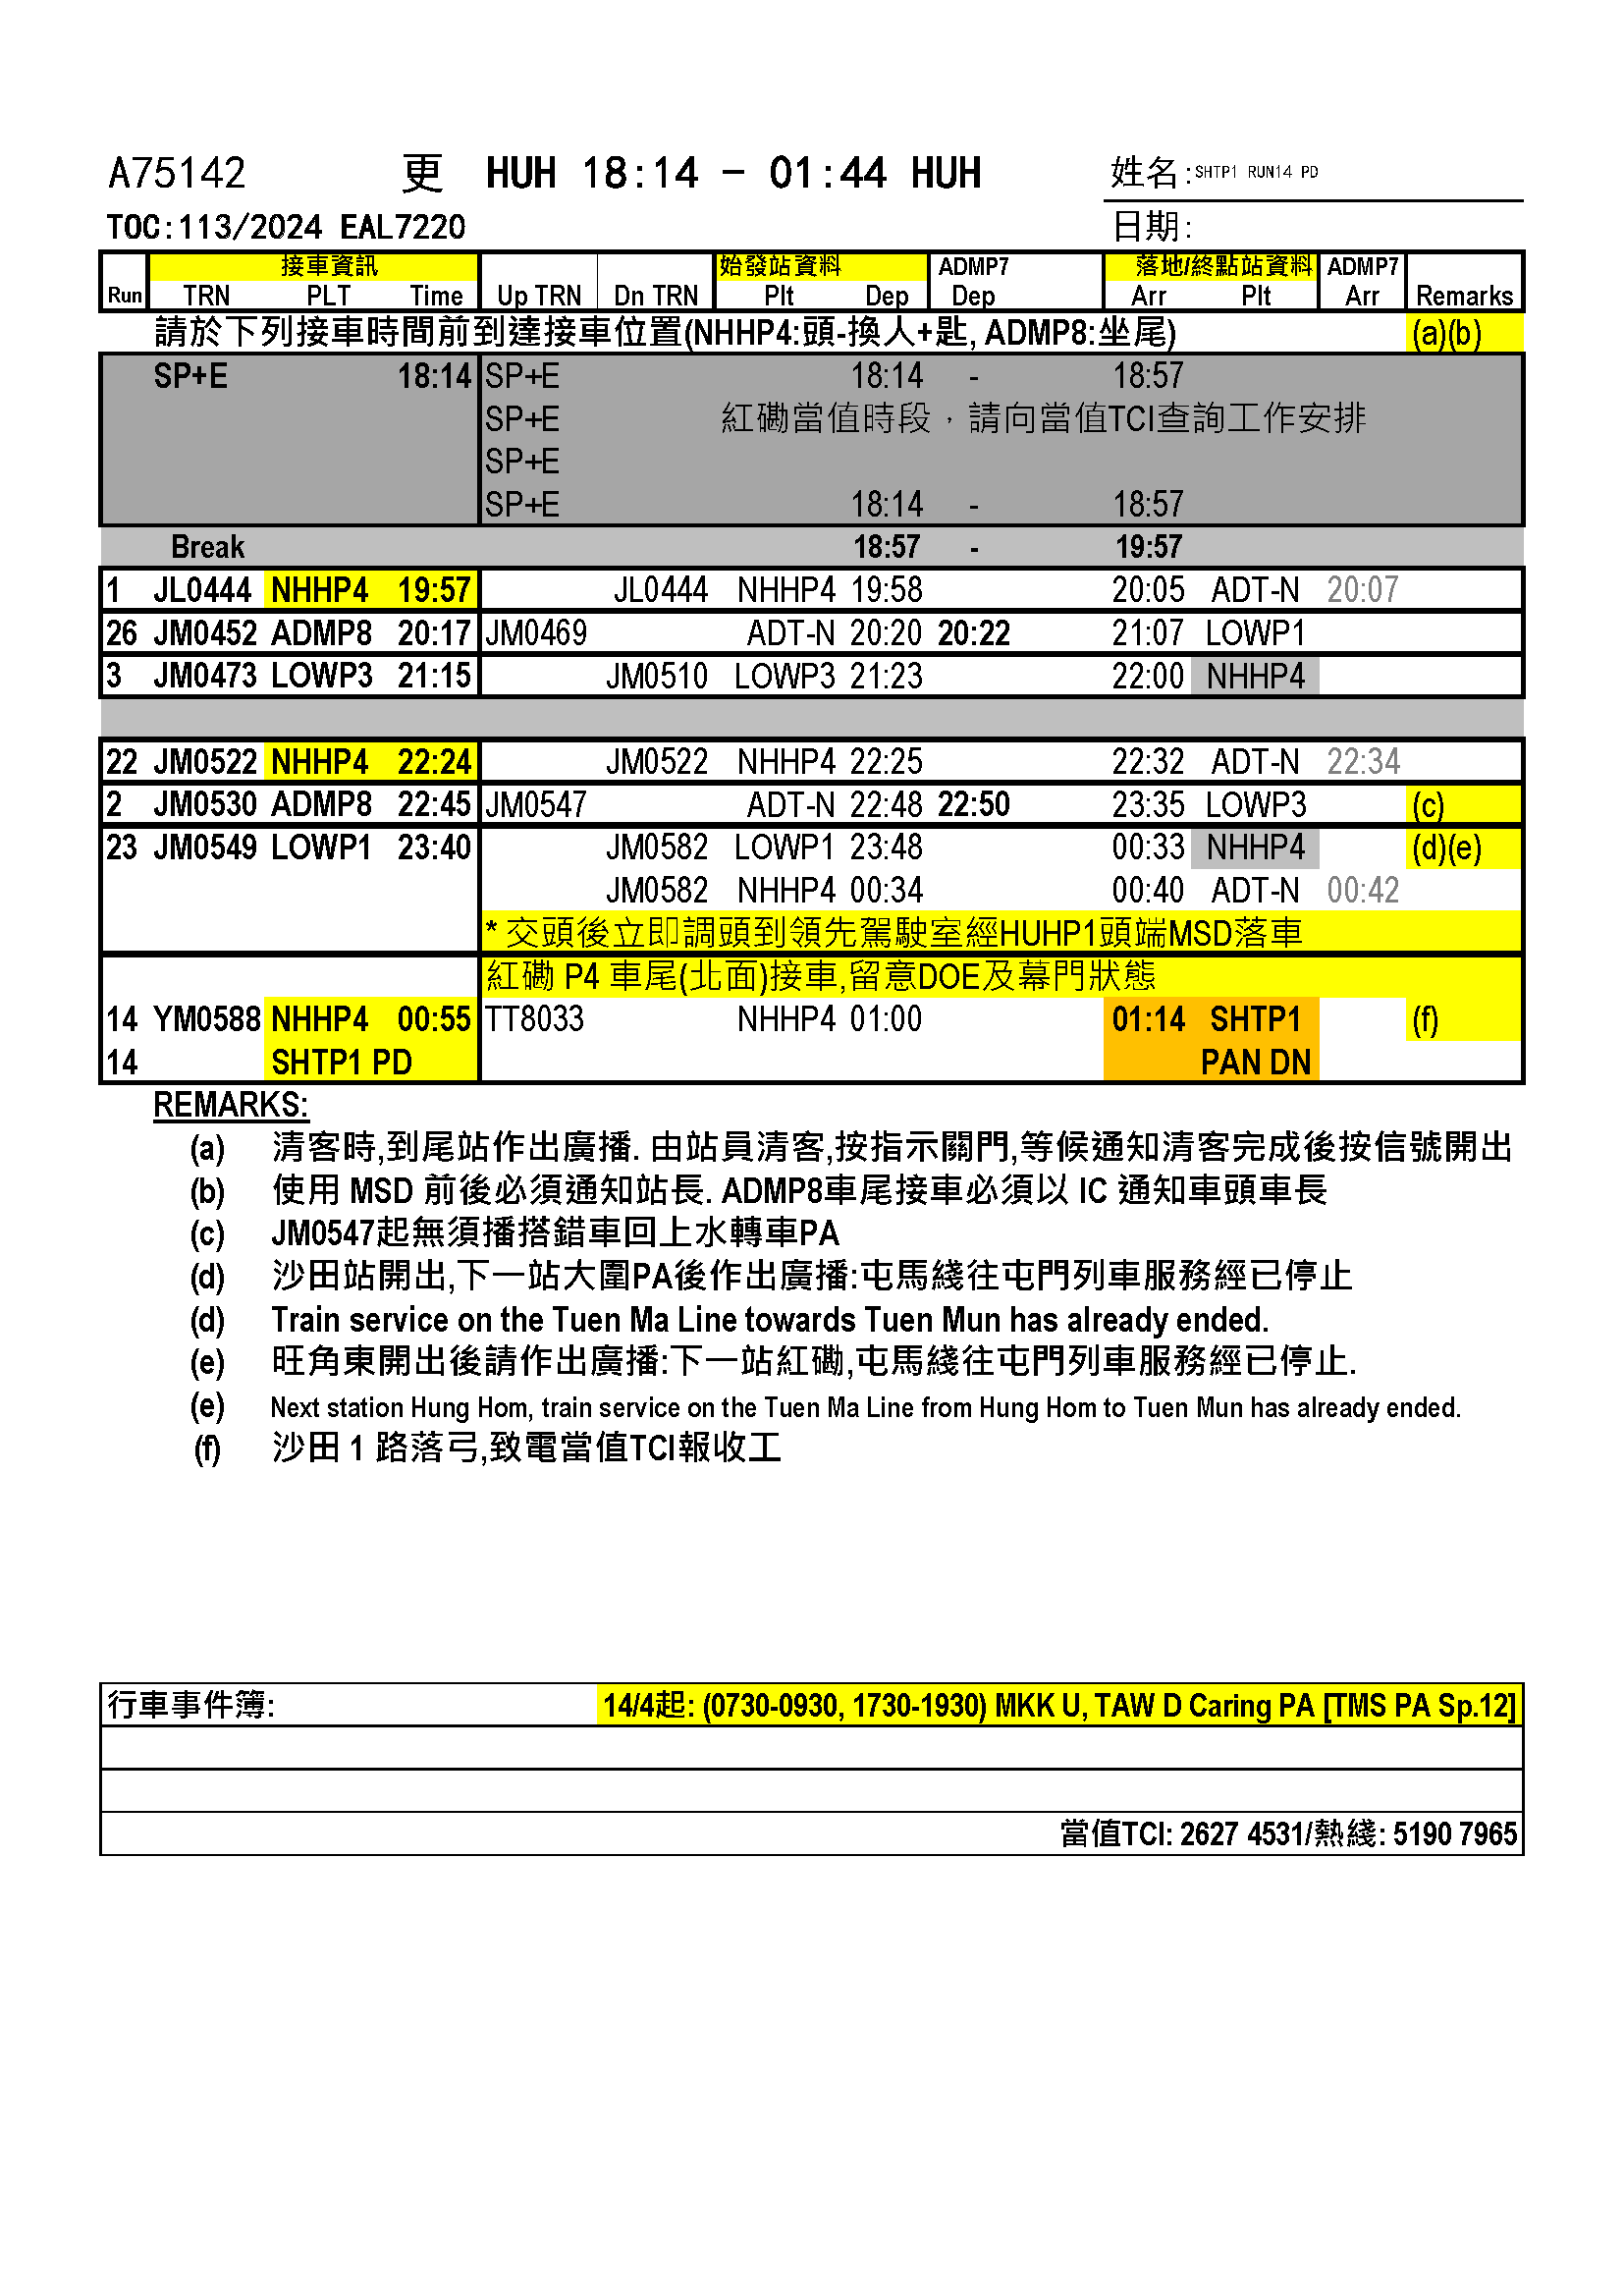 A75142 更 HUH 18:14 - 01:44 HUH 姓名:SHTP1 RUN14 PD
TOC:113/2024 EAL7220 日期:
接車資訊 始發站資料 ADMP7 落地/終點站資料 ADMP7
Run TRN PLT Time Up TRN Dn TRN Plt Dep Dep Arr Plt Arr Remarks
請於下列接車時間前到達接車位置(NHHP4:頭-換人+匙, ADMP8:坐尾) (a)(b)
SP+E 18:14 SP+E 18:14 - 18:57
SP+E 紅磡當值時段，請向當值TCI查詢工作安排
SP+E
SP+E 18:14 - 18:57
Break 18:57 - 19:57
1 JL0444 NHHP4 19:57 JL0444 NHHP4 19:58 20:05 ADT-N 20:07
26 JM0452 ADMP8 20:17 JM0469 ADT-N 20:20 20:22 21:07 LOWP1
3 JM0473 LOWP3 21:15 JM0510 LOWP3 21:23 22:00 NHHP4
22 JM0522 NHHP4 22:24 JM0522 NHHP4 22:25 22:32 ADT-N 22:34
2 JM0530 ADMP8 22:45 JM0547 ADT-N 22:48 22:50 23:35 LOWP3 (c)
23 JM0549 LOWP1 23:40 JM0582 LOWP1 23:48 00:33 NHHP4 (d)(e)
JM0582 NHHP4 00:34 00:40 ADT-N 00:42
* 交頭後立即調頭到領先駕駛室經HUHP1頭端MSD落車
紅磡 P4 車尾(北面)接車,留意DOE及幕門狀態
14 YM0588 NHHP4 00:55 TT8033 NHHP4 01:00 01:14 SHTP1 (f)
14 SHTP1 PD PAN DN
REMARKS:
(a) 清客時,到尾站作出廣播. 由站員清客,按指示關門,等候通知清客完成後按信號開出
(b) 使用 MSD 前後必須通知站長. ADMP8車尾接車必須以 IC 通知車頭車長
(c) JM0547起無須播搭錯車回上水轉車PA
(d) 沙田站開出,下一站大圍PA後作出廣播:屯馬綫往屯門列車服務經已停止
(d) Train service on the Tuen Ma Line towards Tuen Mun has already ended.
(e) 旺角東開出後請作出廣播:下一站紅磡,屯馬綫往屯門列車服務經已停止.
(e) Next station Hung Hom, train service on the Tuen Ma Line from Hung Hom to Tuen Mun has already ended.
(f) 沙田 1 路落弓,致電當值TCI報收工
行車事件簿: 14/4起: (0730-0930, 1730-1930) MKK U, TAW D Caring PA [TMS PA Sp.12]
當值TCI: 2627 4531/熱綫: 5190 7965